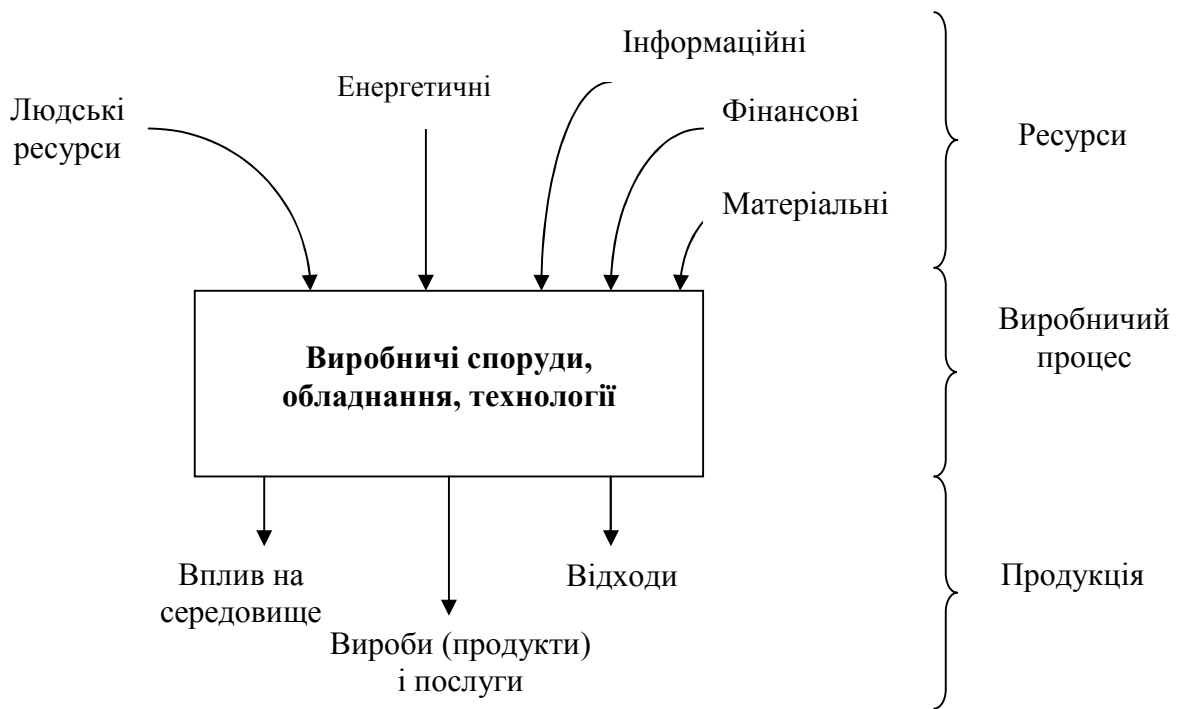 Інформаційні
Енергетичні
Людські
ресурси
Фінансові
Матеріальні
Ресурси
Виробничі споруди,
обладнання, технології
Виробничий
процес
Вплив на
середовище
Вироби (продукти)
і послуги
Відходи
Продукція